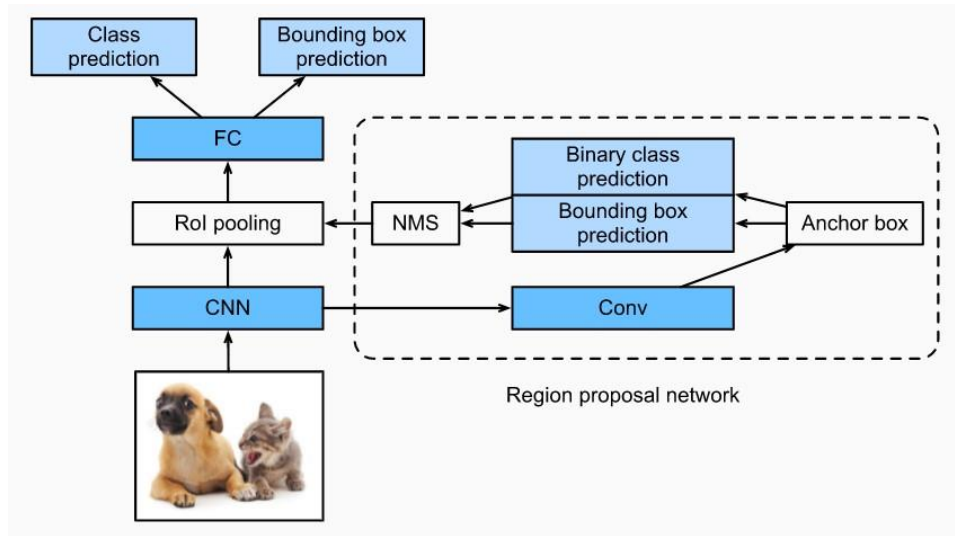 Class
prediction
Bounding box
prediction
FC
Binary class
prediction
RoI pooling
NMS
Bounding box
prediction
Anchor box
CNN
Conv
Region proposal network